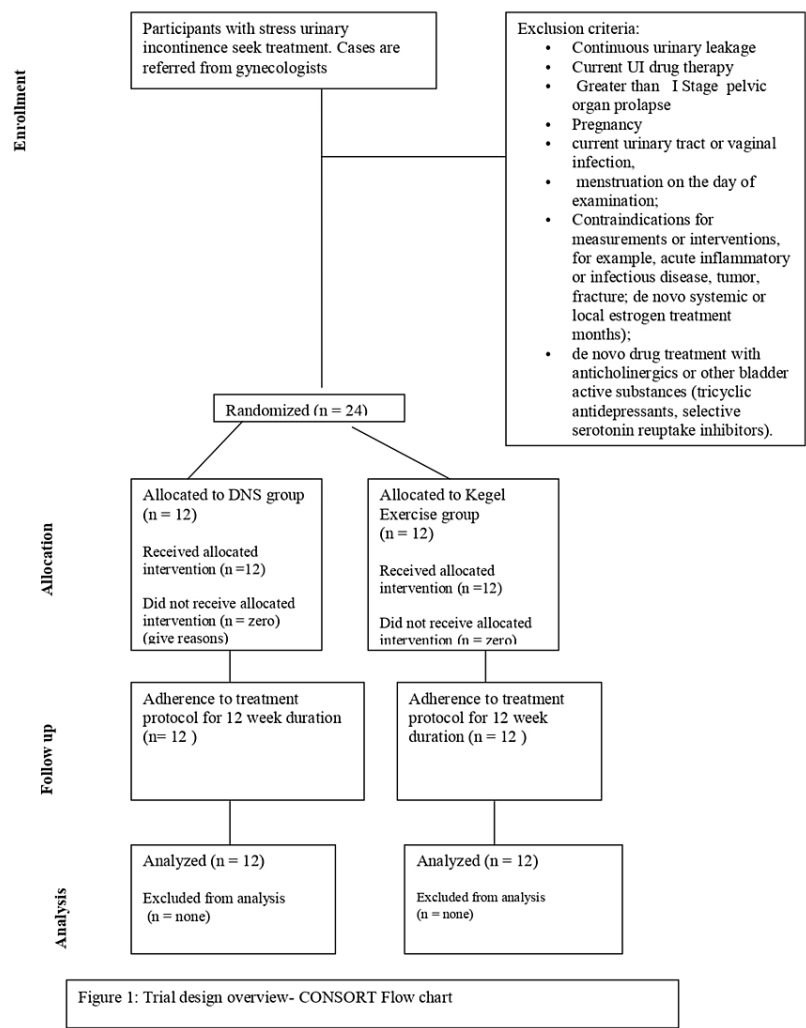 Enrollment
Participants with stress urinary
incontinence seek treatment. Cases are
referred from gynecologists
Exclusion criteria:
• Continuous urinary leakage
• Current UI drug therapy
• Greater than I Stage pelvic
organ prolapse
• Pregnancy
• current urinary tract or vaginal
infection,
• menstruation on the day of
examination;
• Contraindications for
measurements or interventions,
for example, acute inflammatory
or infectious disease, tumor,
fracture; de novo systemic or
local estrogen treatment
months);
• de novo drug treatment with
anticholinergics or other bladder
active substances (tricyclic
antidepressants, selective
serotonin reuptake inhibitors).
Randomized (n = 24)
Allocation
Allocated to DNS group
(n = 12)
Received allocated
intervention (n =12)
Did not receive allocated
intervention (n = zero)
(give reasons)
Allocated to Kegel
Exercise group
(n = 12)
Received allocated
intervention (n =12)
Did not receive allocated
intervention (n = zero)
Follow up
Adherence to treatment
protocol for 12 week duration
(n= 12 )
Adherence to treatment
protocol for 12 week
duration (n = 12 )
Analysis
Analyzed (n = 12)
Excluded from analysis
(n = none)
Analyzed (n = 12)
Excluded from analysis
(n = none)
Figure 1: Trial design overview- CONSORT Flow chart